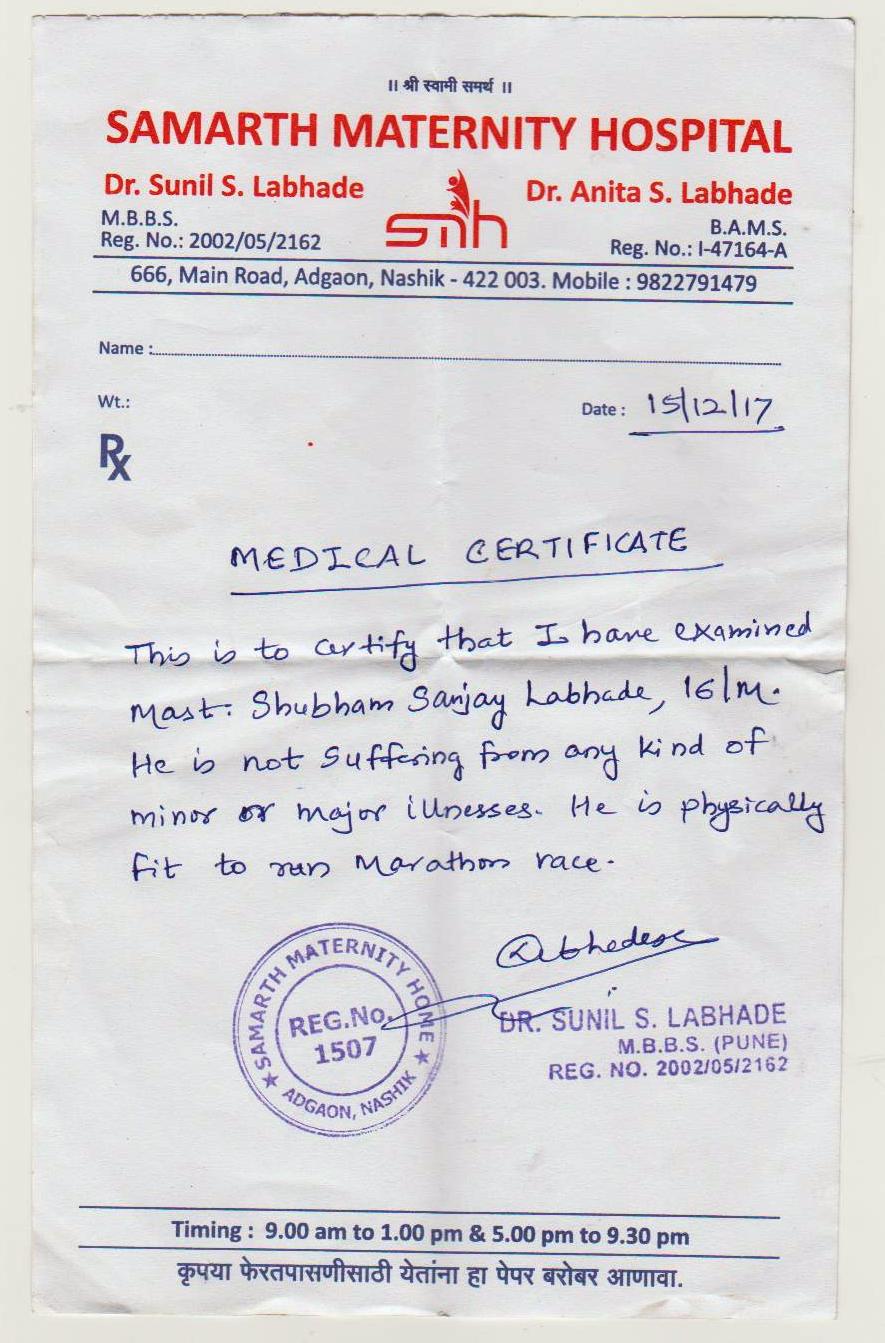 ॥ श्री स्वामी समर्थ ॥
SAMARTH MATERNITY HOSPITAL
Dr. Sunil S. Labhade
M.B.B.S.
Reg. No.: 2002/05/2162
snh
Dr. Anita S. Labhade
B.A.M.S.
Reg. No.: I-47164-A
666, Main Road, Adgaon, Nashik - 422 003. Mobile : 9822791479
Name :
Wt.:
Date : 15/12/17
Rx
MEDICAL CERTIFICATE
This is to certify that I have examined
Mast. Shubham Sanjay Labhade, 16/M.
He is not suffering from any kind of
minor or major illnesses. He is physically
fit to run Marathon race.
SAMARTH MATERNITY HOME
REG.No.
1507
★ ADGAON, NASHIK ★
DR. SUNIL S. LABHADE
M.B.B.S. (PUNE)
REG. NO. 2002/05/2162
Timing : 9.00 am to 1.00 pm & 5.00 pm to 9.30 pm
कृपया फेरतपासणीसाठी येतांना हा पेपर बरोबर आणावा.